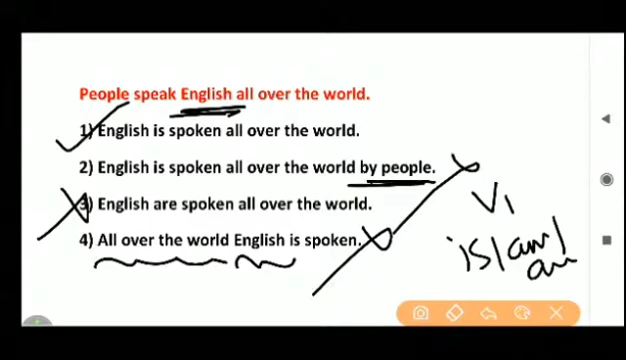 People speak English all over the world.
1) English is spoken all over the world.
2) English is spoken all over the world by people.
3) English are spoken all over the world.
4) All over the world English is spoken.
V1
is/am/
are